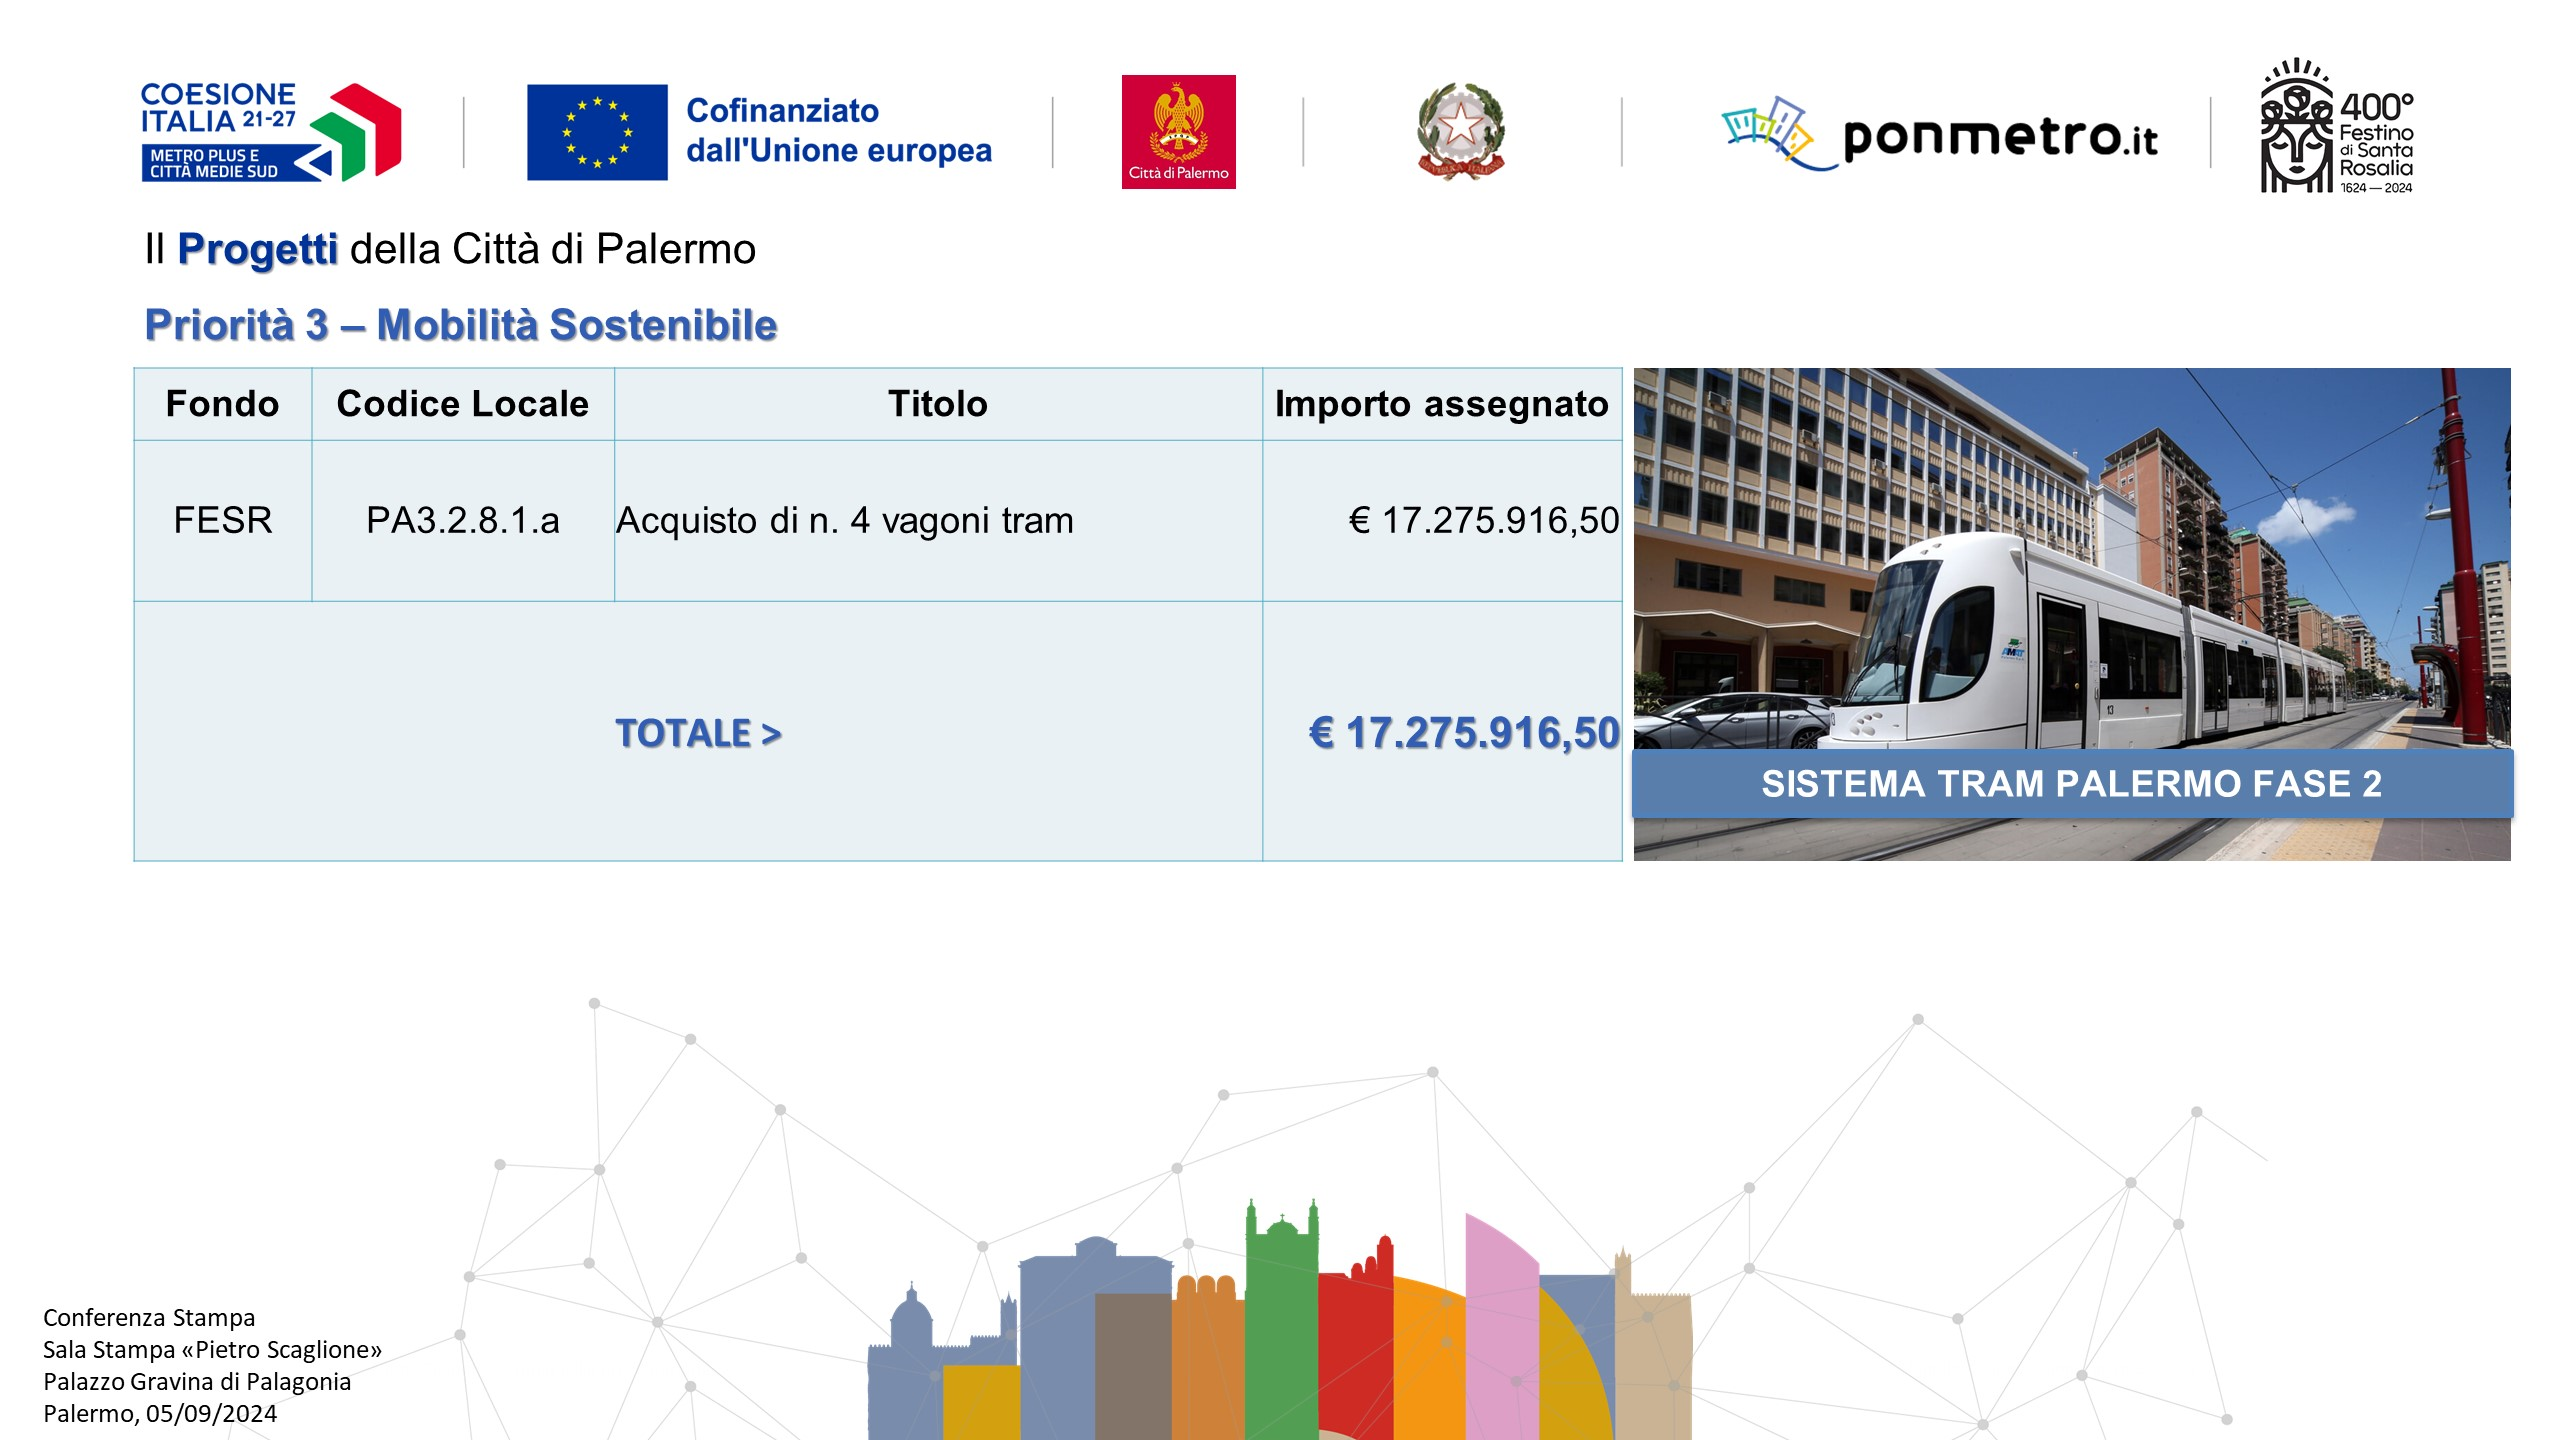 COESIONE
ITALIA 21-27
METRO PLUS E
CITTÀ MEDIE SUD
Cofinanziato
dall'Unione europea
Città di Palermo
ponmetro.it
400°
Festino
di Santa
Rosalia
1624 — 2024
Il Progetti della Città di Palermo
Priorità 3 – Mobilità Sostenibile
Fondo Codice Locale Titolo Importo assegnato
FESR PA3.2.8.1.a Acquisto di n. 4 vagoni tram € 17.275.916,50
TOTALE > € 17.275.916,50
AMAT
13
SISTEMA TRAM PALERMO FASE 2
Conferenza Stampa
Sala Stampa «Pietro Scaglione»
Palazzo Gravina di Palagonia
Palermo, 05/09/2024